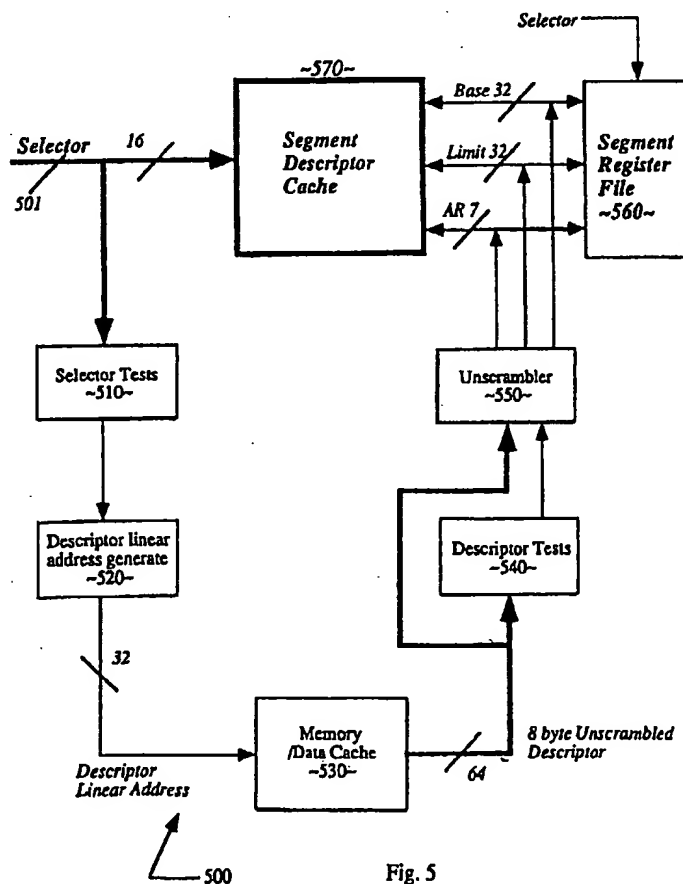 Selector
~570~
Base 32
Segment
Descriptor
Cache
Selector
16
501
Limit 32
AR 7
Segment
Register
File
~560~
Selector Tests
~510~
Unscrambler
~550~
Descriptor linear
address generate
~520~
Descriptor Tests
~540~
32
Memory
/Data Cache
~530~
64
8 byte Unscrambled
Descriptor
Descriptor
Linear Address
500
Fig. 5